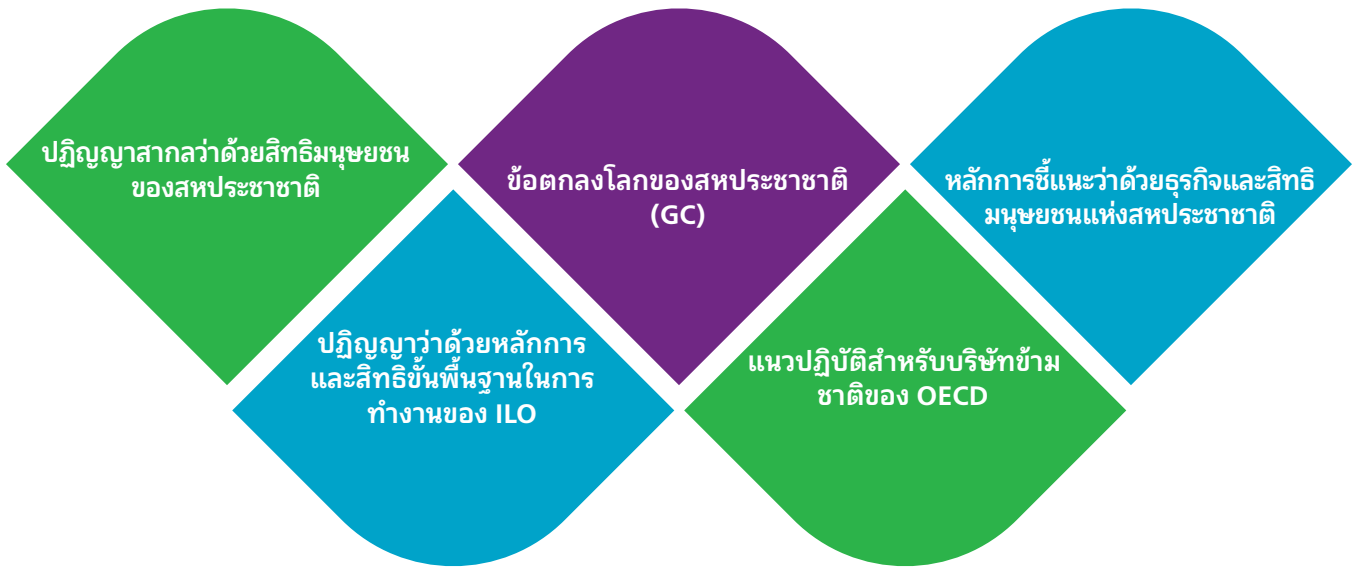 ปฏิญญาสากลว่าด้วยสิทธิมนุษยชน
ของสหประชาชาติ
ปฏิญญาว่าด้วยหลักการ
และสิทธิขั้นพื้นฐานในการ
ทำงานของ ILO
ข้อตกลงโลกของสหประชาชาติ
(GC)
แนวปฏิบัติสำหรับบริษัทข้าม
ชาติของ OECD
หลักการชี้แนะว่าด้วยธุรกิจและสิทธิ
มนุษยชนแห่งสหประชาชาติ